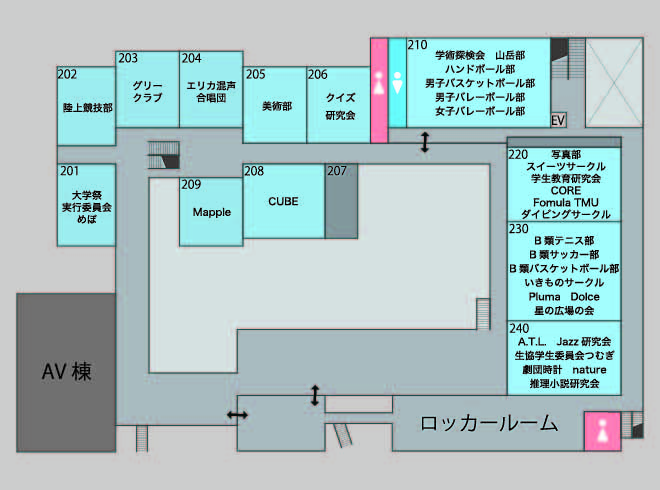 210
学術探検会 山岳部
ハンドボール部
男子バスケットボール部
男子バレーボール部
女子バレーボール部
203
グリー
クラブ
204
エリカ混声
合唱団
202
陸上競技部
205
美術部
206
クイズ
研究会
EV
201
大学祭
実行委員会
めぼ
209
Mapple
208
CUBE
207
220
写真部
スイーツサークル
学生教育研究会
CORE
Fomula TMU
ダイビングサークル
230
B類テニス部
B類サッカー部
B類バスケットボール部
いきものサークル
Pluma Dolce
星の広場の会
240
A.T.L. Jazz研究会
生協学生委員会つむぎ
劇団時計 nature
推理小説研究会
AV棟
ロッカールーム